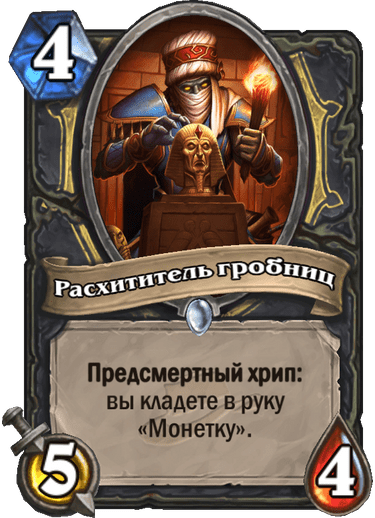 4
Расхититель гробниц
Предсмертный хрип:
вы кладете в руку
«Монетку».
5
4